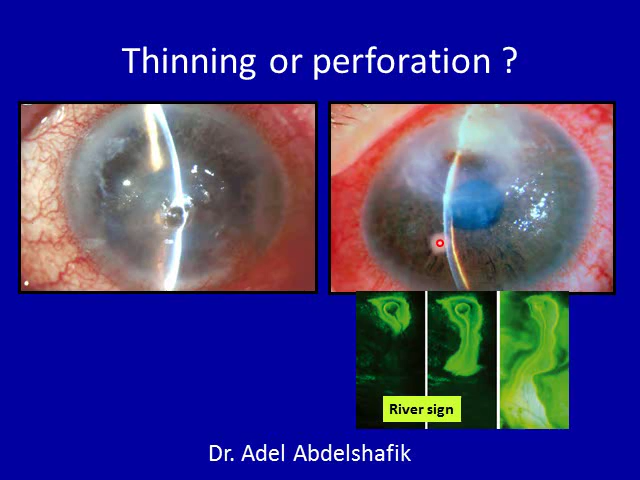 Thinning or perforation ?
River sign
Dr. Adel Abdelshafik